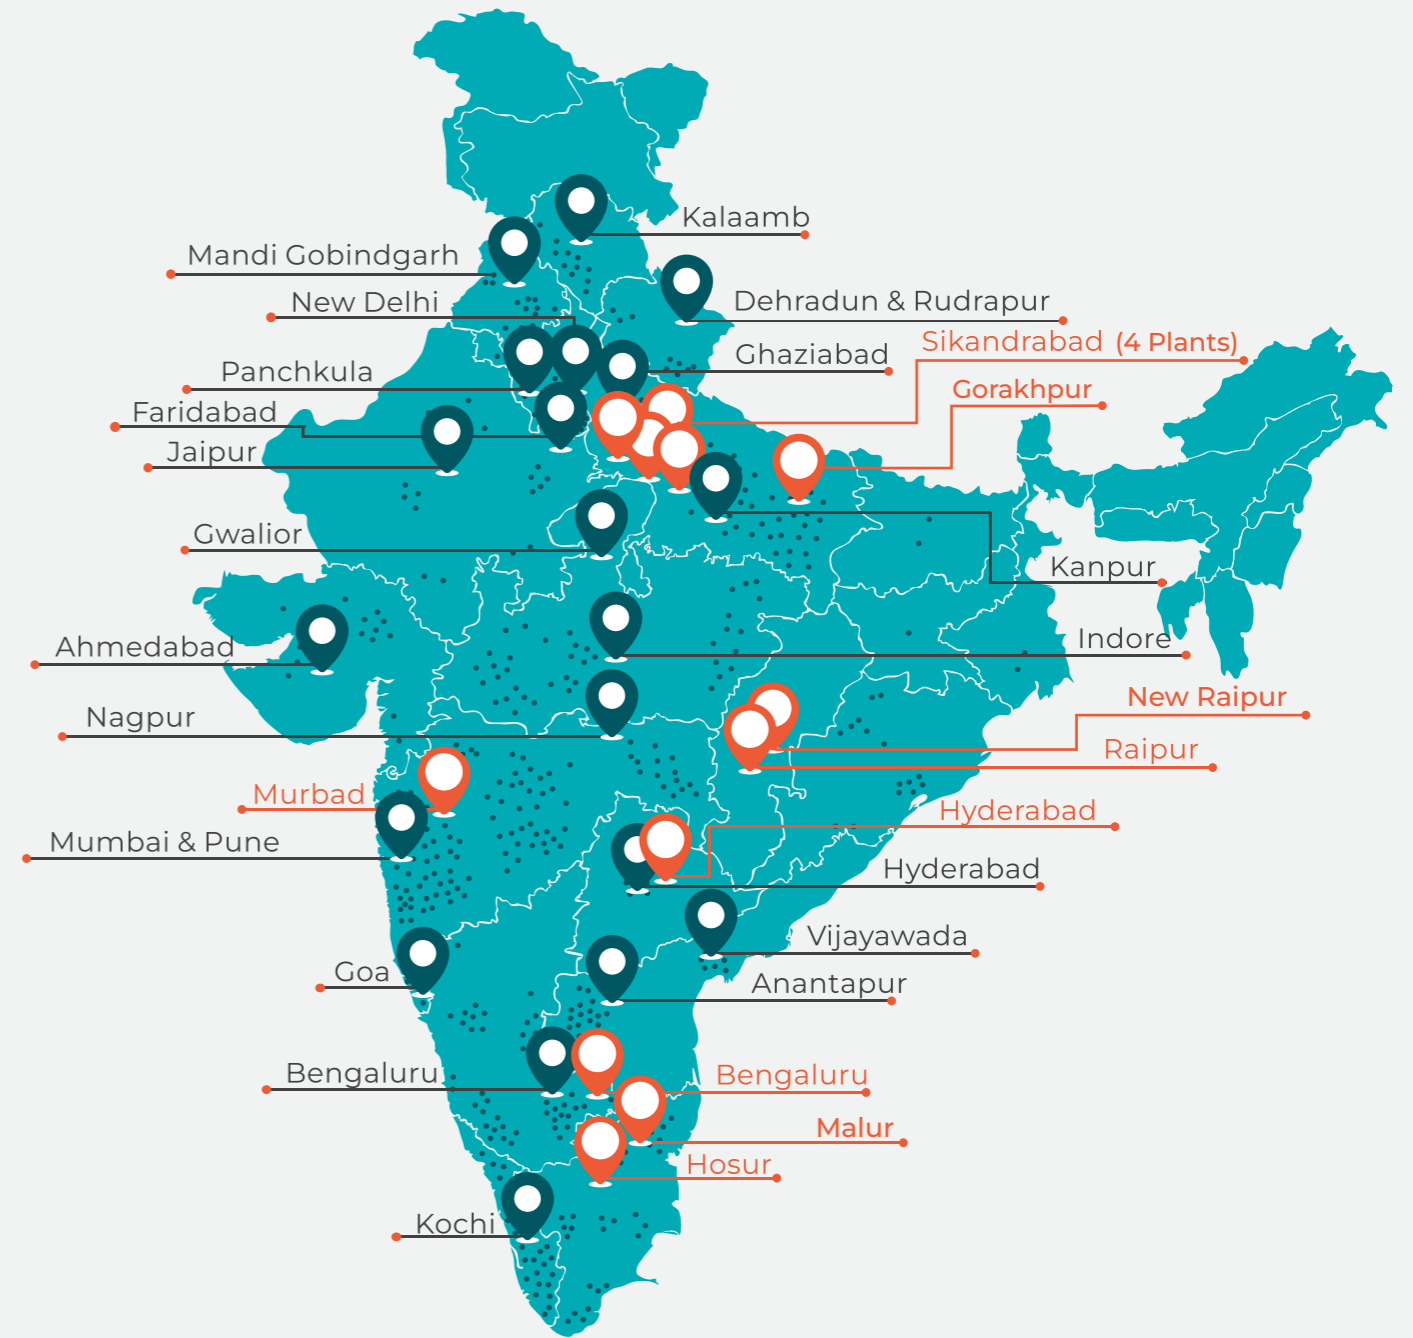 Kalaamb
Mandi Gobindgarh
New Delhi
Dehradun & Rudrapur
Sikandrabad (4 Plants)
Ghaziabad
Panchkula
Gorakhpur
Faridabad
Jaipur
Gwalior
Kanpur
Indore
Ahmedabad
New Raipur
Nagpur
Raipur
Murbad
Hyderabad
Mumbai & Pune
Hyderabad
Vijayawada
Goa
Anantapur
Bengaluru
Bengaluru
Malur
Hosur
Kochi